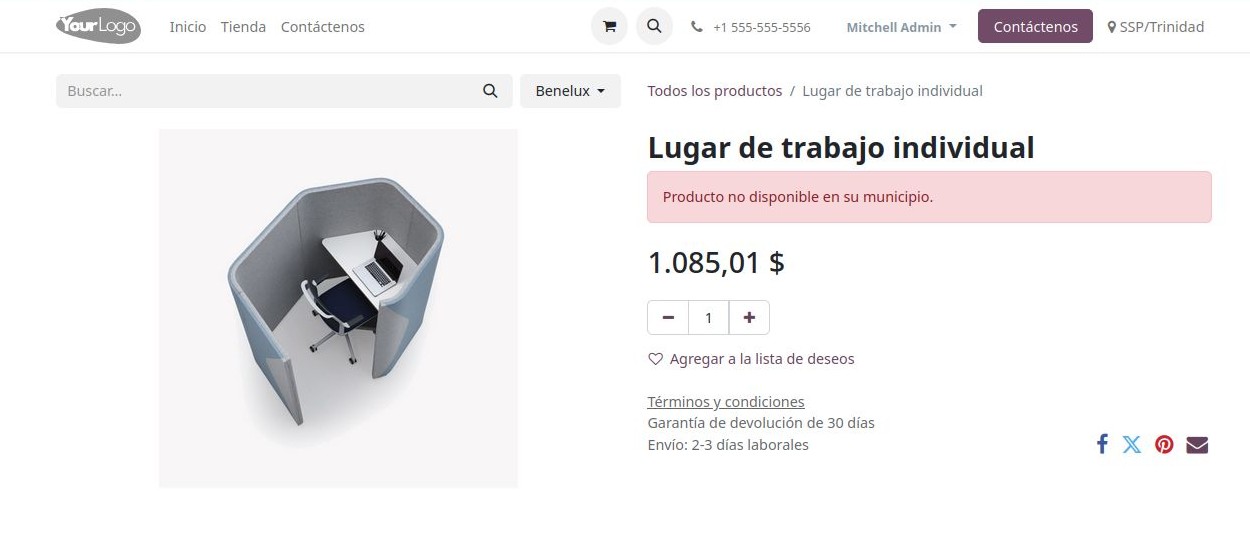 YourLogo
Inicio Tienda Contáctenos
+1 555-555-5556 Mitchell Admin Contáctenos SSP/Trinidad
Buscar... Benelux
Todos los productos / Lugar de trabajo individual
Lugar de trabajo individual
Producto no disponible en su municipio.
1.085,01 $
1
Agregar a la lista de deseos
Términos y condiciones
Garantía de devolución de 30 días
Envío: 2-3 días laborales